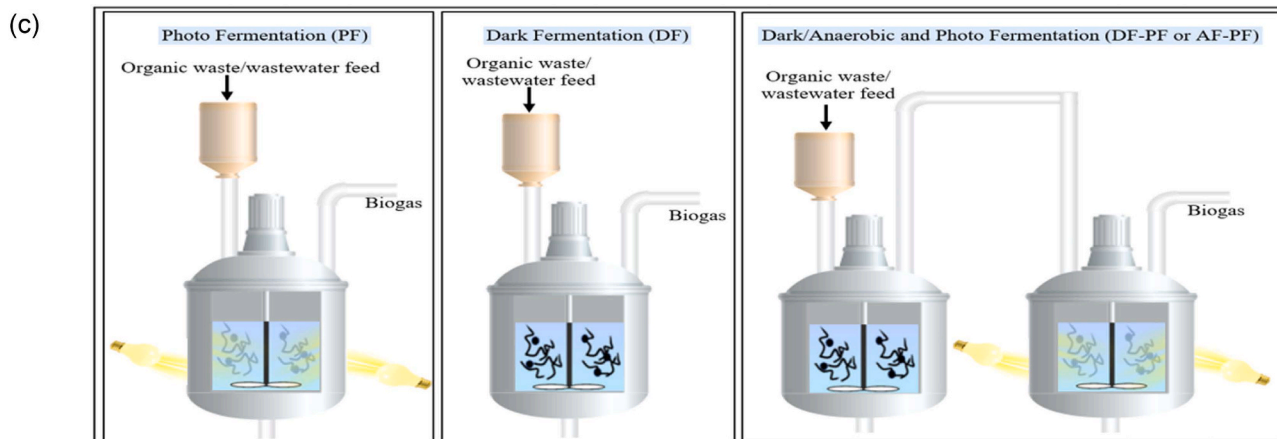 (c)
Photo Fermentation (PF)
Organic waste/wastewater feed
Biogas
Dark Fermentation (DF)
Organic waste/
wastewater feed
Biogas
Dark/Anaerobic and Photo Fermentation (DF-PF or AF-PF)
Organic waste/
wastewater feed
Biogas